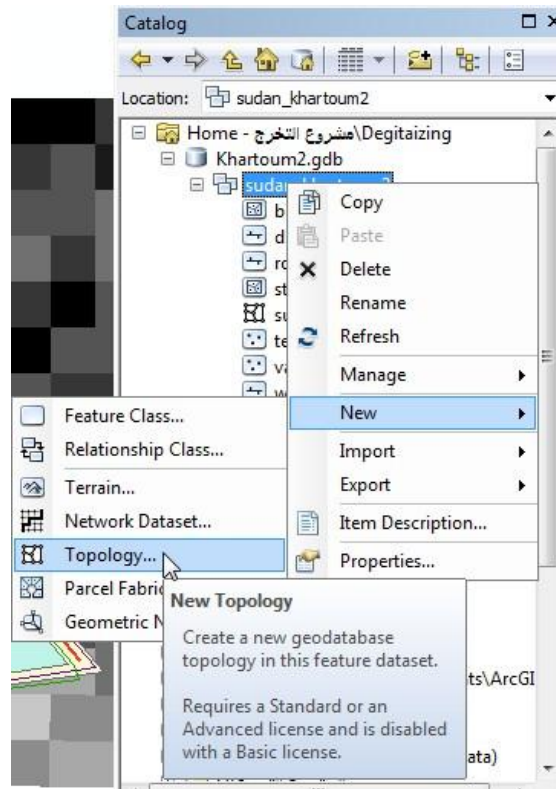 Catalog
Location: sudan_khartoum2
Home - مشروع التخرج\Degitaizing
Khartoum2.gdb
Copy
Paste
Delete
Rename
Refresh
Manage
New
Import
Export
Item Description...
Properties...
Feature Class...
Relationship Class...
Terrain...
Network Dataset...
Topology...
Parcel Fabric
Geometric N
New Topology
Create a new geodatabase
topology in this feature dataset.
Requires a Standard or an
Advanced license and is disabled
with a Basic license.
ts\ArcGI
ata)